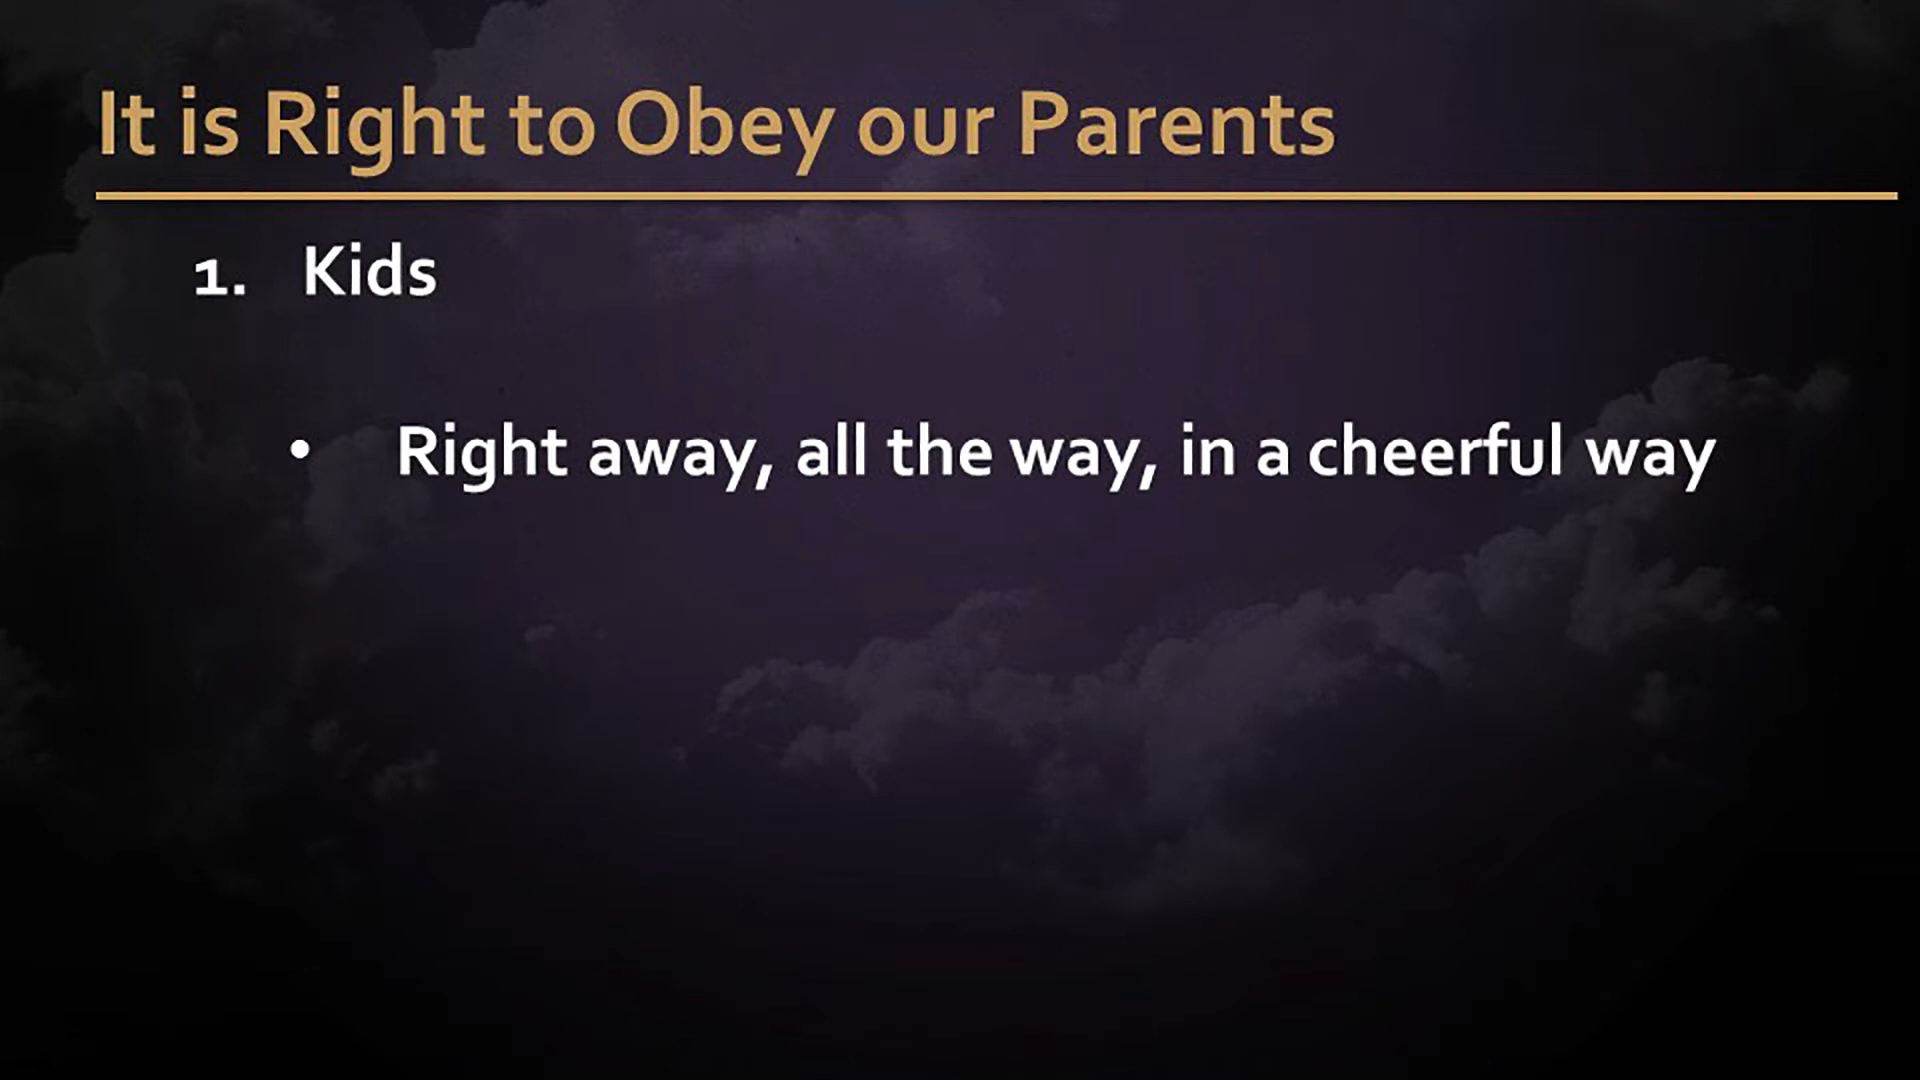 It is Right to Obey our Parents
1. Kids
• Right away, all the way, in a cheerful way